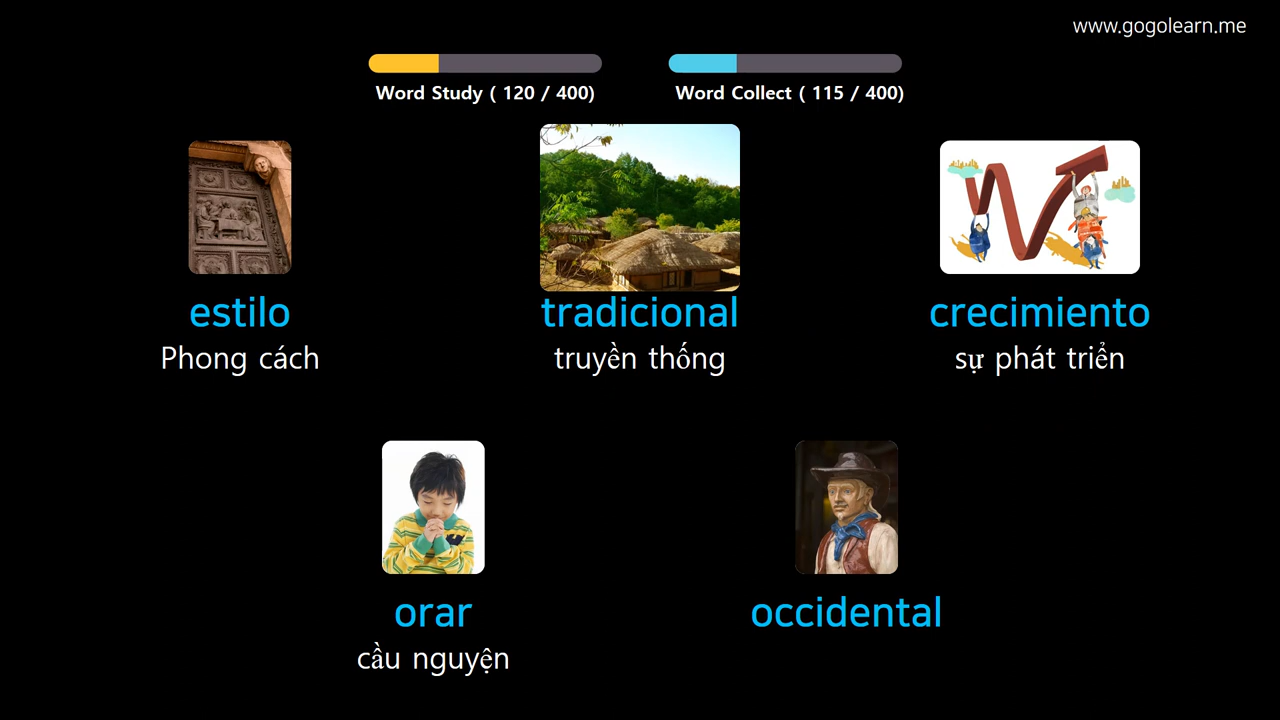 www.gogolearn.me
Word Study ( 120 / 400)
Word Collect ( 115 / 400)
estilo
Phong cách
tradicional
truyền thống
crecimiento
sự phát triển
orar
cầu nguyện
occidental